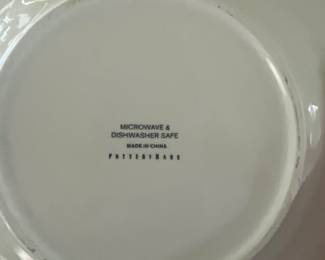 MICROWAVE &
DISHWASHER SAFE
MADE IN CHINA
POTTERYBARN